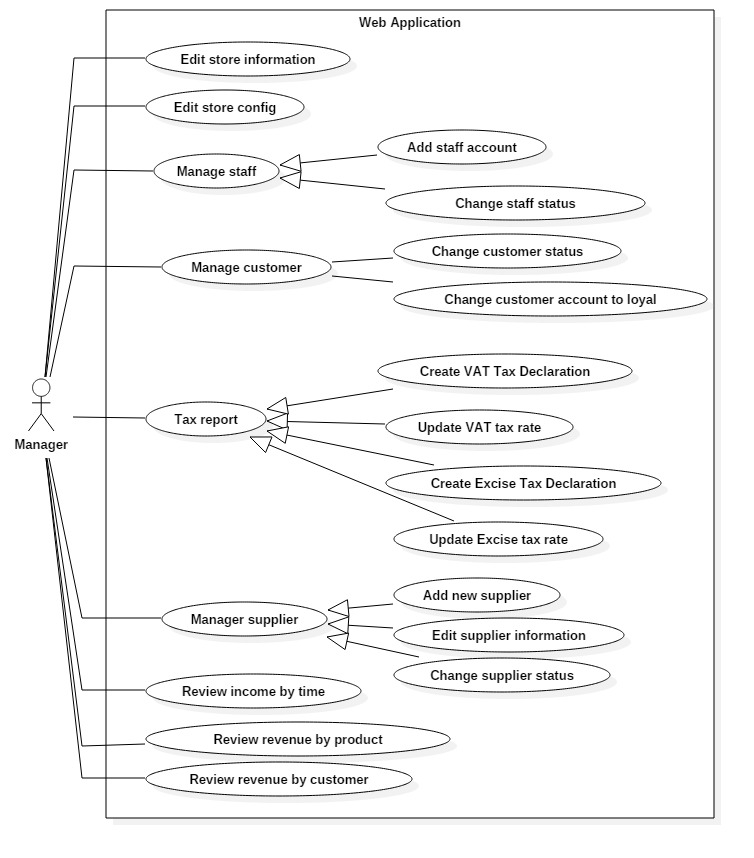 Web Application
Edit store information
Edit store config
Add staff account
Manage staff
Change staff status
Change customer status
Manage customer
Change customer account to loyal
Create VAT Tax Declaration
Tax report
Update VAT tax rate
Manager
Create Excise Tax Declaration
Update Excise tax rate
Add new supplier
Manager supplier
Edit supplier information
Change supplier status
Review income by time
Review revenue by product
Review revenue by customer